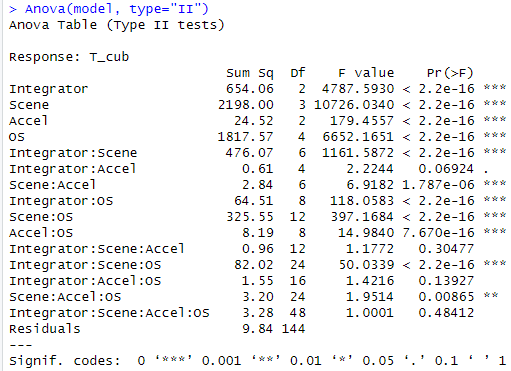 > Anova(model, type="II")
Anova Table (Type II tests)
Response: T_cub
Sum Sq Df F value Pr(>F)
Integrator 654.06 2 4787.5930 < 2.2e-16 ***
Scene 2198.00 3 10726.0340 < 2.2e-16 ***
Accel 24.52 2 179.4557 < 2.2e-16 ***
OS 1817.57 4 6652.1651 < 2.2e-16 ***
Integrator:Scene 476.07 6 1161.5872 < 2.2e-16 ***
Integrator:Accel 0.61 4 2.2244 0.06924 .
Scene:Accel 2.84 6 6.9182 1.787e-06 ***
Integrator:OS 64.51 8 118.0583 < 2.2e-16 ***
Scene:OS 325.55 12 397.1684 < 2.2e-16 ***
Accel:OS 8.19 8 14.9840 7.670e-16 ***
Integrator:Scene:Accel 0.96 12 1.1772 0.30477
Integrator:Scene:OS 82.02 24 50.0339 < 2.2e-16 ***
Integrator:Accel:OS 1.55 16 1.4216 0.13927
Scene:Accel:OS 3.20 24 1.9514 0.00865 **
Integrator:Scene:Accel:OS 3.28 48 1.0001 0.48412
Residuals 9.84 144
---
Signif. codes: 0 ‘***’ 0.001 ‘**’ 0.01 ‘*’ 0.05 ‘.’ 0.1 ‘ ’ 1